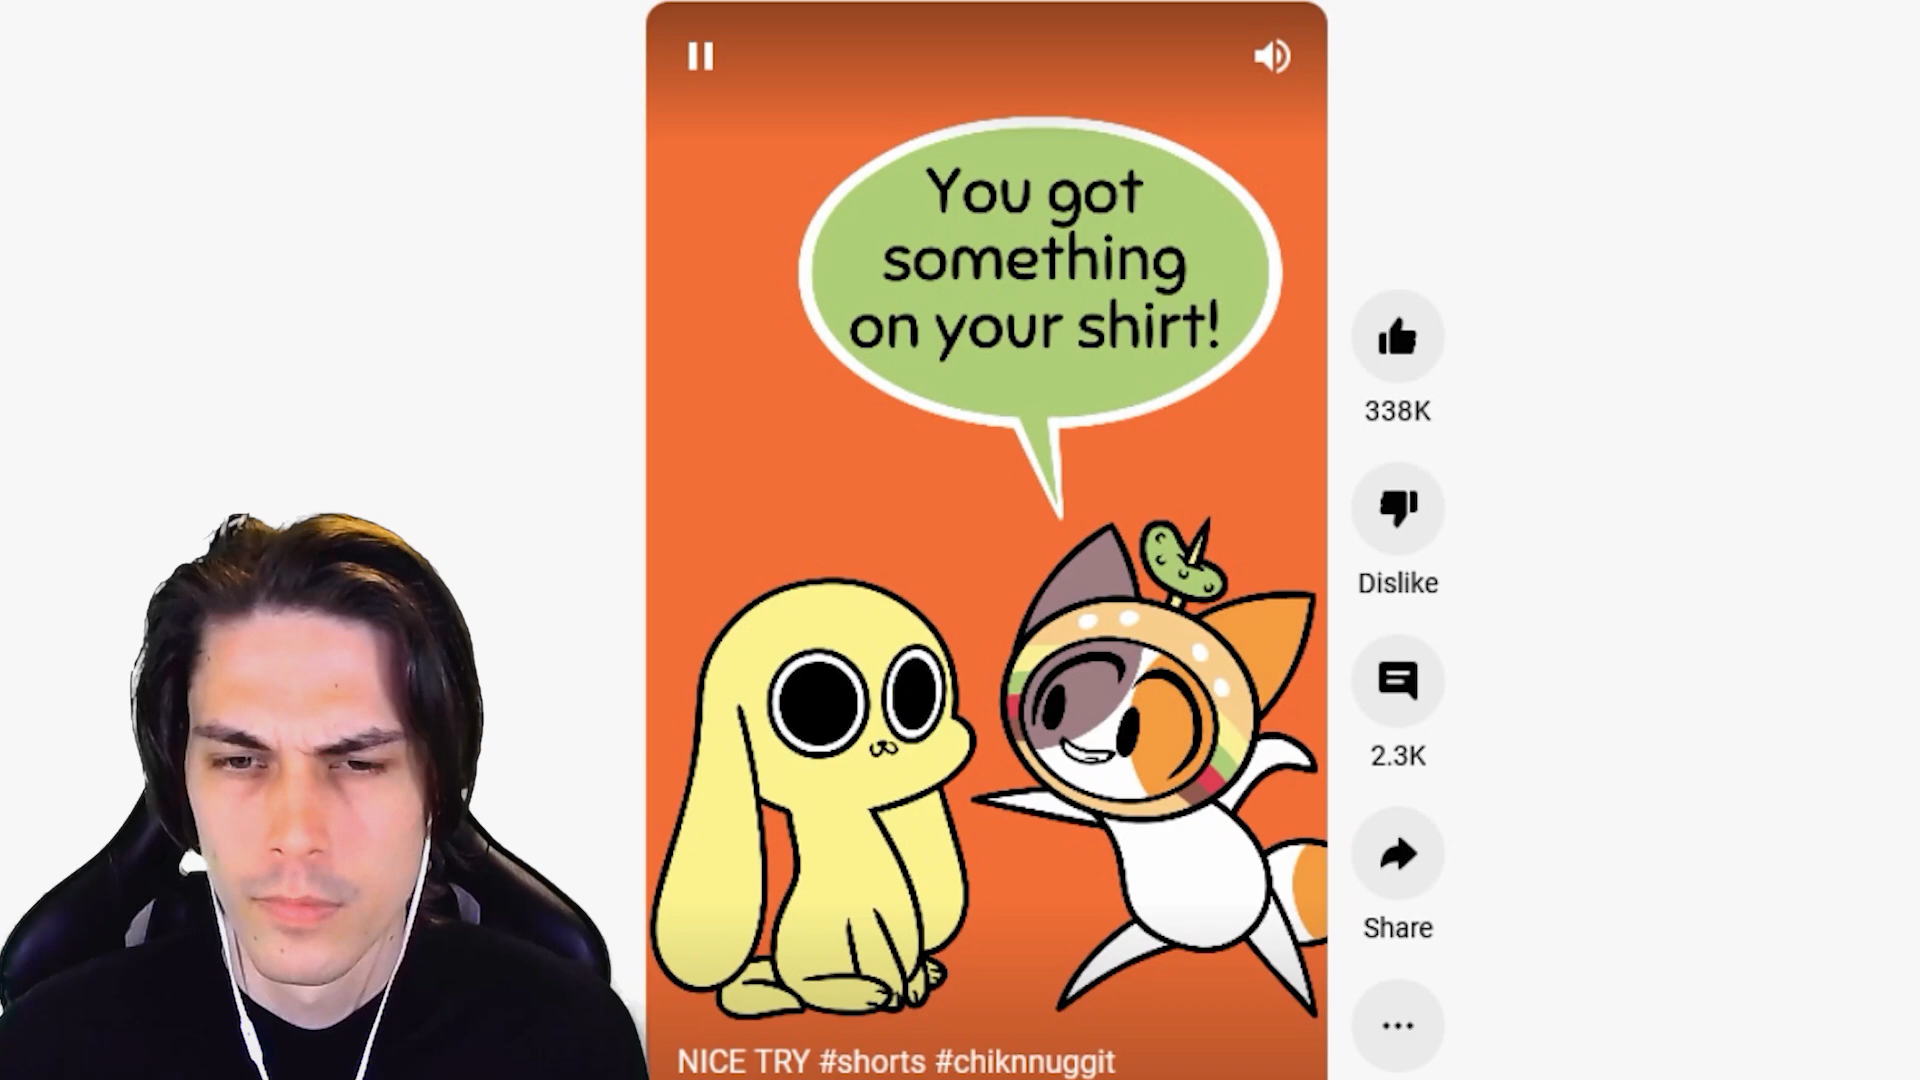 You got
something
on your shirt!
338K
Dislike
2.3K
Share
NICE TRY #shorts #chiknnuggit